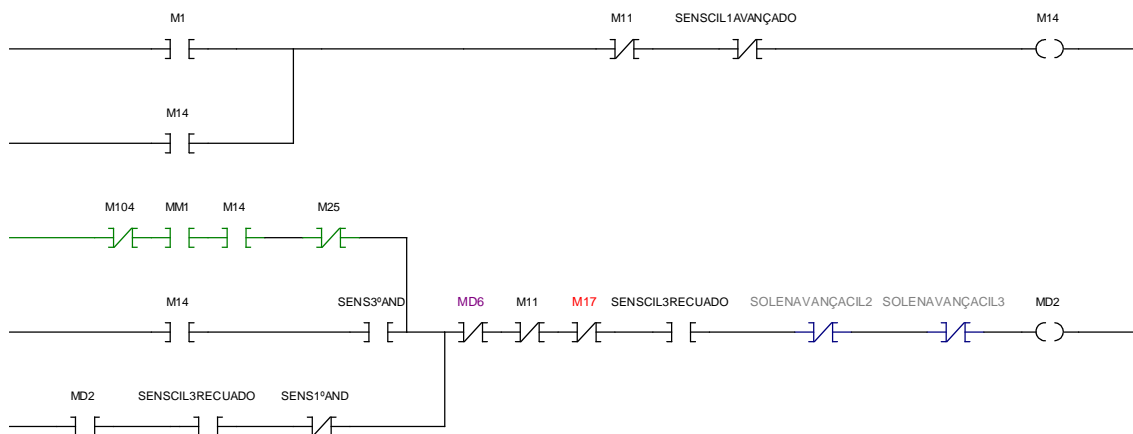 M1 M11 SENSCIL1AVANÇADO M14
M14
M104 MM1 M14 M25
M14 SENS3ºAND MD6 M11 M17 SENSCIL3RECUADO SOLENAVANÇACIL2 SOLENAVANÇACIL3 MD2
MD2 SENSCIL3RECUADO SENS1ºAND